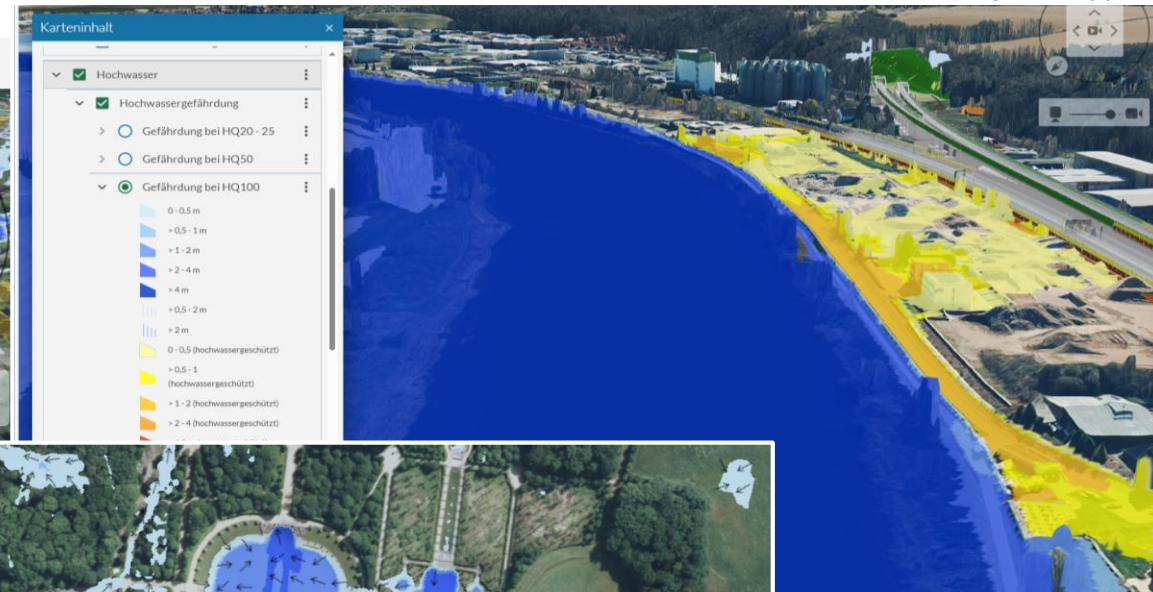 Karteninhalt
Hochwasser
Hochwassergefährdung
Gefährdung bei HQ20 - 25
Gefährdung bei HQ50
Gefährdung bei HQ100
0 - 0,5 m
> 0,5 - 1 m
> 1 - 2 m
> 2 - 4 m
> 4 m
> 0,5 - 2 m
> 2 m
0 - 0,5 (hochwassergeschützt)
> 0,5 - 1
(hochwassergeschützt)
> 1 - 2 (hochwassergeschützt)
> 2 - 4 (hochwassergeschützt)